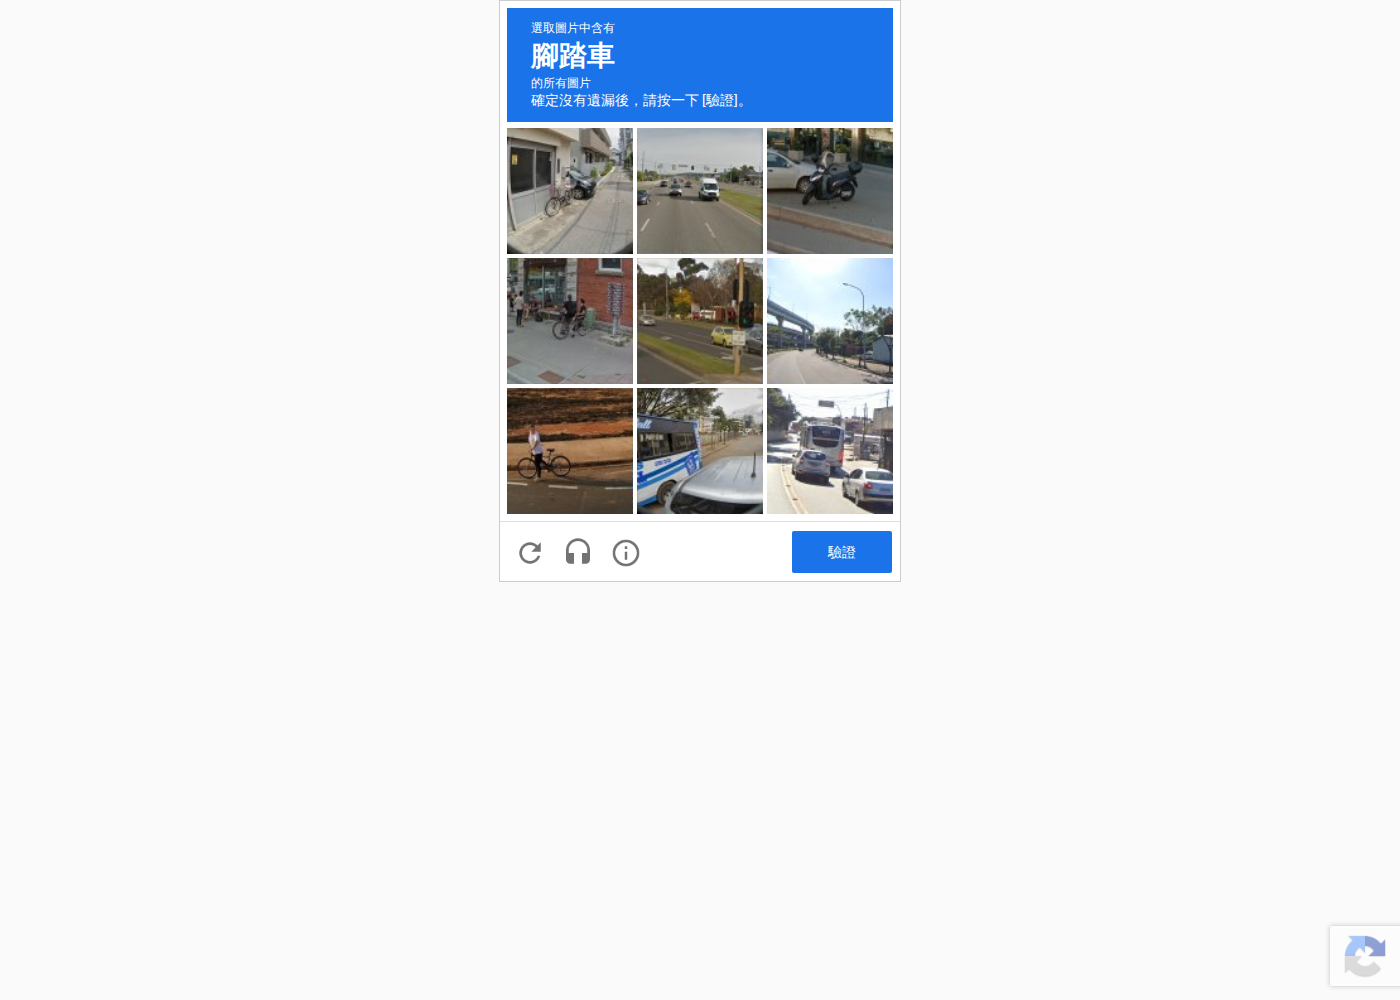 選取圖片中含有
腳踏車
的所有圖片
確定沒有遺漏後，請按一下 [驗證]。
驗證